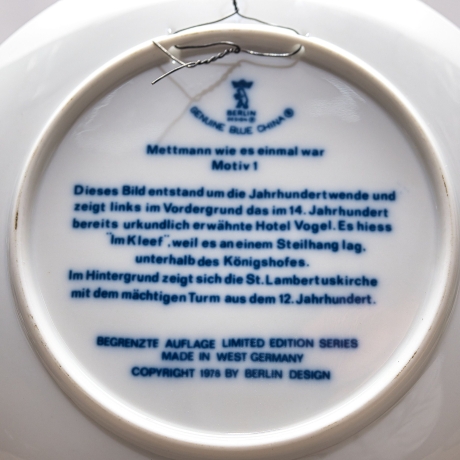 BERLIN
DESIGN
GENUINE BLUE CHINA ®
Mettmann wie es einmal war
Motiv 1
Dieses Bild entstand um die Jahrhundertwende und
zeigt links im Vordergrund das im 14. Jahrhundert
bereits urkundlich erwähnte Hotel Vogel. Es hiess
"Im Kleef", weil es an einem Steilhang lag,
unterhalb des Königshofes.
Im Hintergrund zeigt sich die St. Lambertuskirche
mit dem mächtigen Turm aus dem 12. Jahrhundert.
BEGRENZTE AUFLAGE LIMITED EDITION SERIES
MADE IN WEST GERMANY
COPYRIGHT 1978 BY BERLIN DESIGN